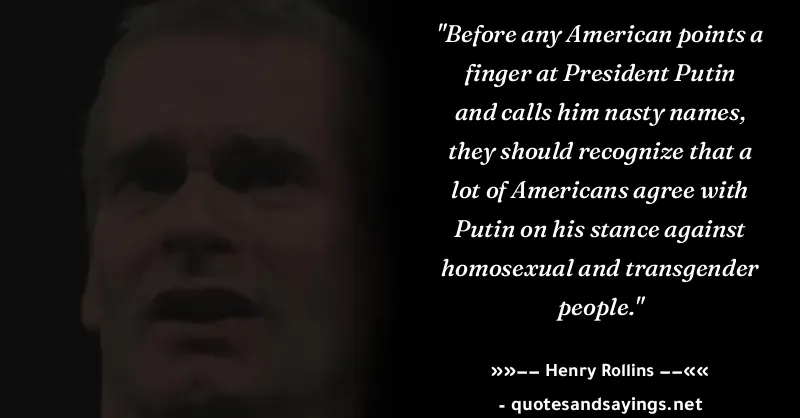 "Before any American points a
finger at President Putin
and calls him nasty names,
they should recognize that a
lot of Americans agree with
Putin on his stance against
homosexual and transgender
people."
»»−− Henry Rollins −−««
- quotesandsayings.net